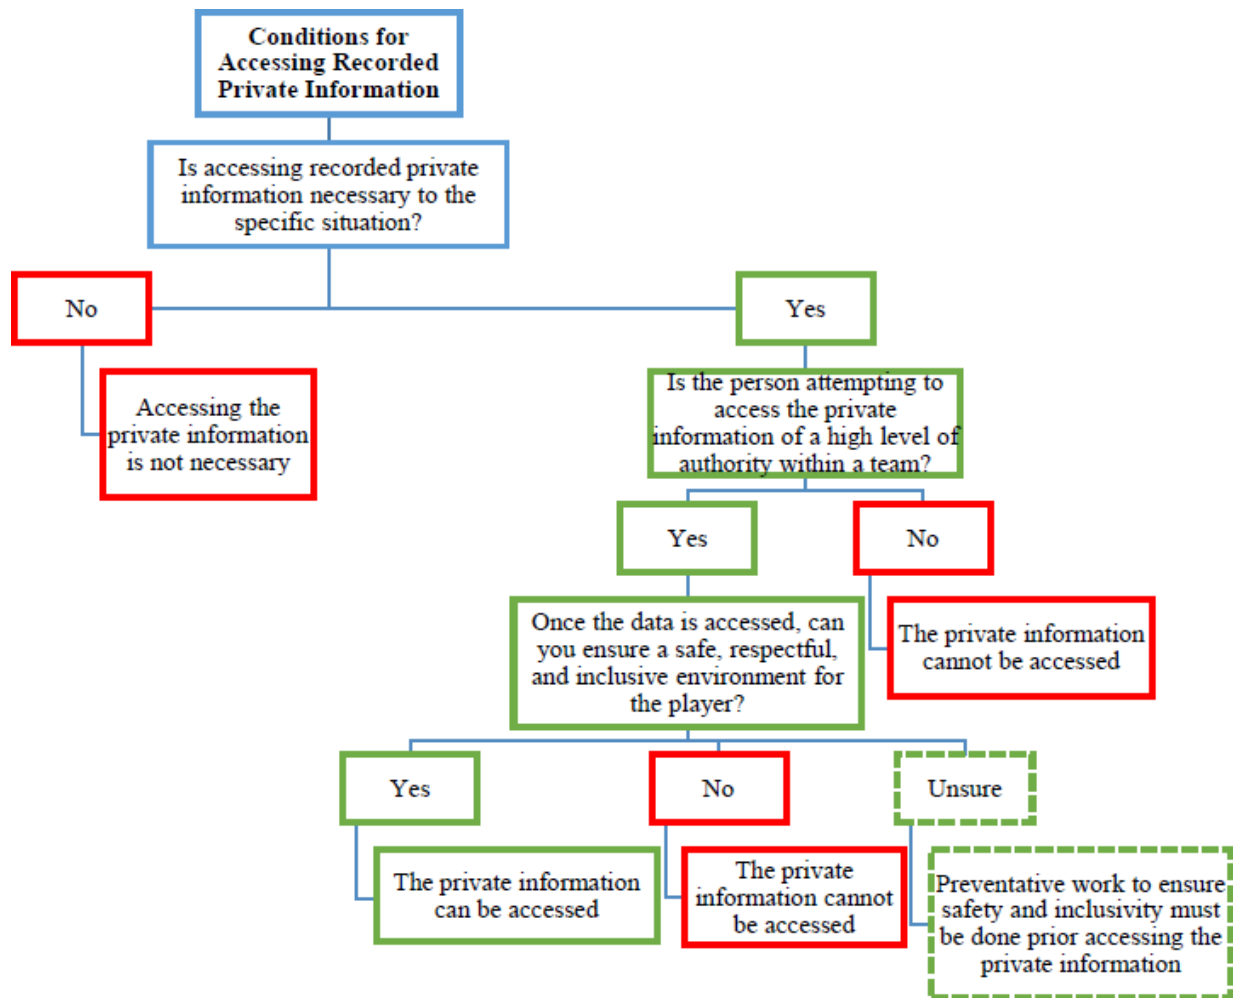 Conditions for
Accessing Recorded
Private Information
Is accessing recorded private
information necessary to the
specific situation?
No
Yes
Accessing the
private information
is not necessary
Is the person attempting to
access the private
information of a high level of
authority within a team?
Yes
No
Once the data is accessed, can
you ensure a safe, respectful,
and inclusive environment for
the player?
The private information
cannot be accessed
Yes
No
Unsure
The private information
can be accessed
The private
information cannot
be accessed
Preventative work to ensure
safety and inclusivity must
be done prior accessing the
private information